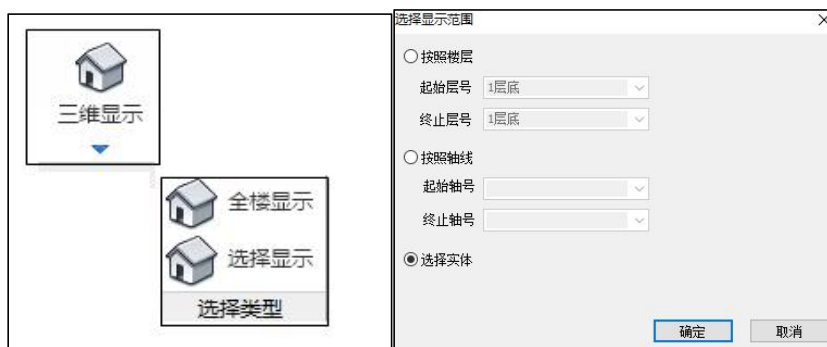 三维显示
全楼显示
选择显示
选择类型
选择显示范围
按照楼层
起始层号 1层底
终止层号 1层底
按照轴线
起始轴号
终止轴号
选择实体
确定 取消